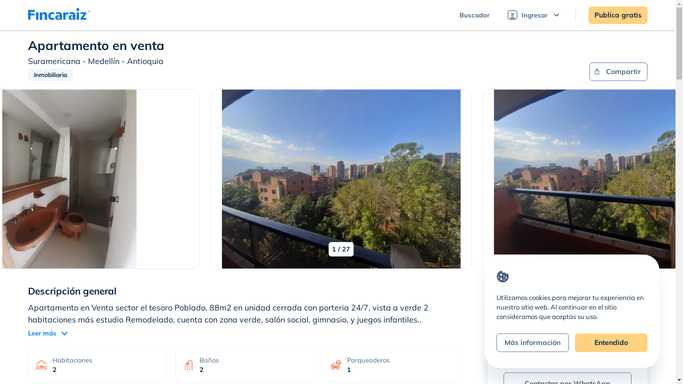 Fincaraiz
Buscador
Ingresar
Publica gratis
Apartamento en venta
Suramericana - Medellín - Antioquia
Inmobiliaria
Compartir
1 / 27
Descripción general
Apartamento en Venta sector el tesoro Poblado. 88m2 en unidad cerrada con porteria 24/7, vista a verde 2
habitaciones más estudio Remodelado, cuenta con zona verde, salón social, gimnasio, y juegos infantiles..
Leer más
Habitaciones
2
Baños
2
Parqueaderos
1
Utilizamos cookies para mejorar tu experiencia en
nuestro sitio web. Al continuar en el sitio
consideramos que aceptas su uso.
Más información
Entendido
Contactar por WhatsApp